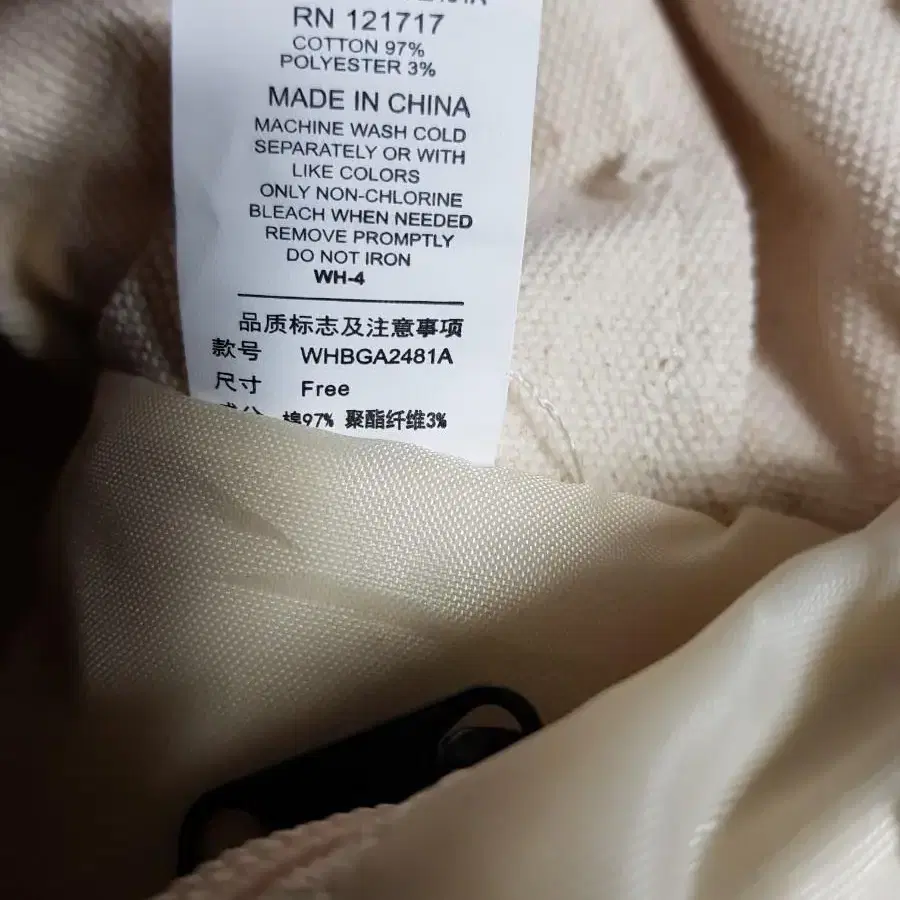 RN 121717
COTTON 97%
POLYESTER 3%
MADE IN CHINA
MACHINE WASH COLD
SEPARATELY OR WITH
LIKE COLORS
ONLY NON-CHLORINE
BLEACH WHEN NEEDED
REMOVE PROMPTLY
DO NOT IRON
WH-4
品质标志及注意事项
款号 WHBGA2481A
尺寸 Free
棉97% 聚酯纤维3%